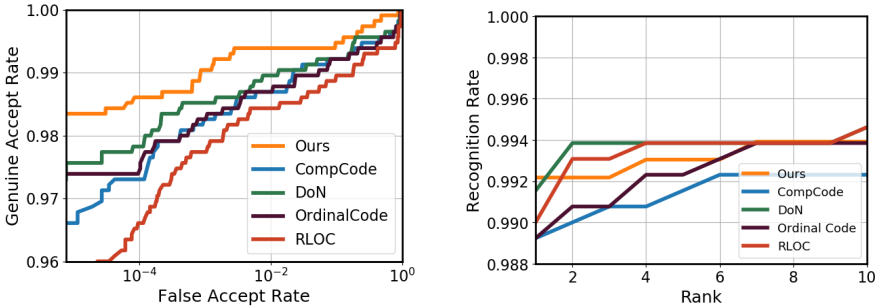 1.00
0.99
0.98
0.97
0.96
Genuine Accept Rate
10⁻⁴
10⁻²
10⁰
False Accept Rate
Ours
CompCode
DoN
OrdinalCode
RLOC
1.000
0.998
0.996
0.994
0.992
0.990
0.988
Recognition Rate
2
4
6
8
10
Rank
Ours
CompCode
DoN
Ordinal Code
RLOC